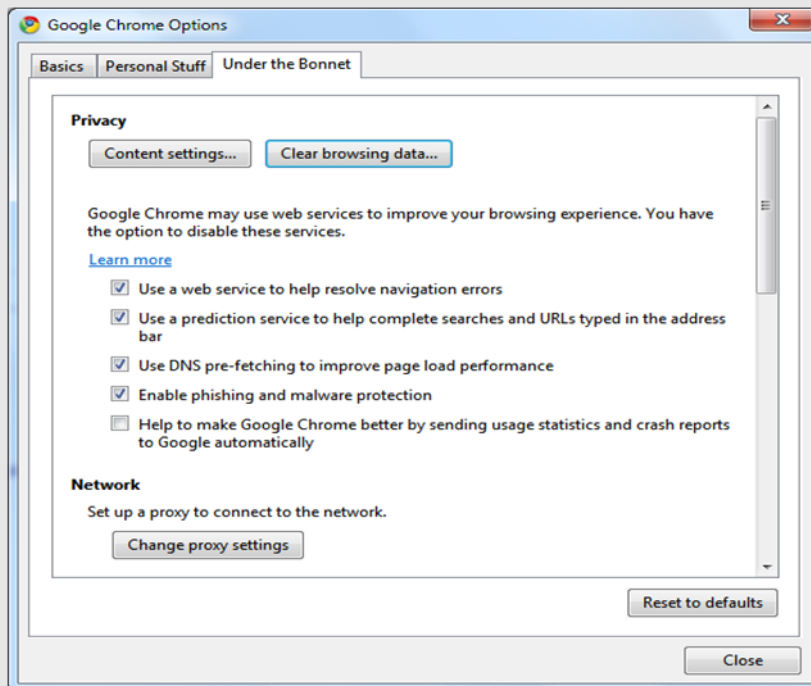 Google Chrome Options
Basics Personal Stuff Under the Bonnet
Privacy
Content settings... Clear browsing data...
Google Chrome may use web services to improve your browsing experience. You have
the option to disable these services.
Learn more
Use a web service to help resolve navigation errors
Use a prediction service to help complete searches and URLs typed in the address
bar
Use DNS pre-fetching to improve page load performance
Enable phishing and malware protection
Help to make Google Chrome better by sending usage statistics and crash reports
to Google automatically
Network
Set up a proxy to connect to the network.
Change proxy settings
Reset to defaults
Close